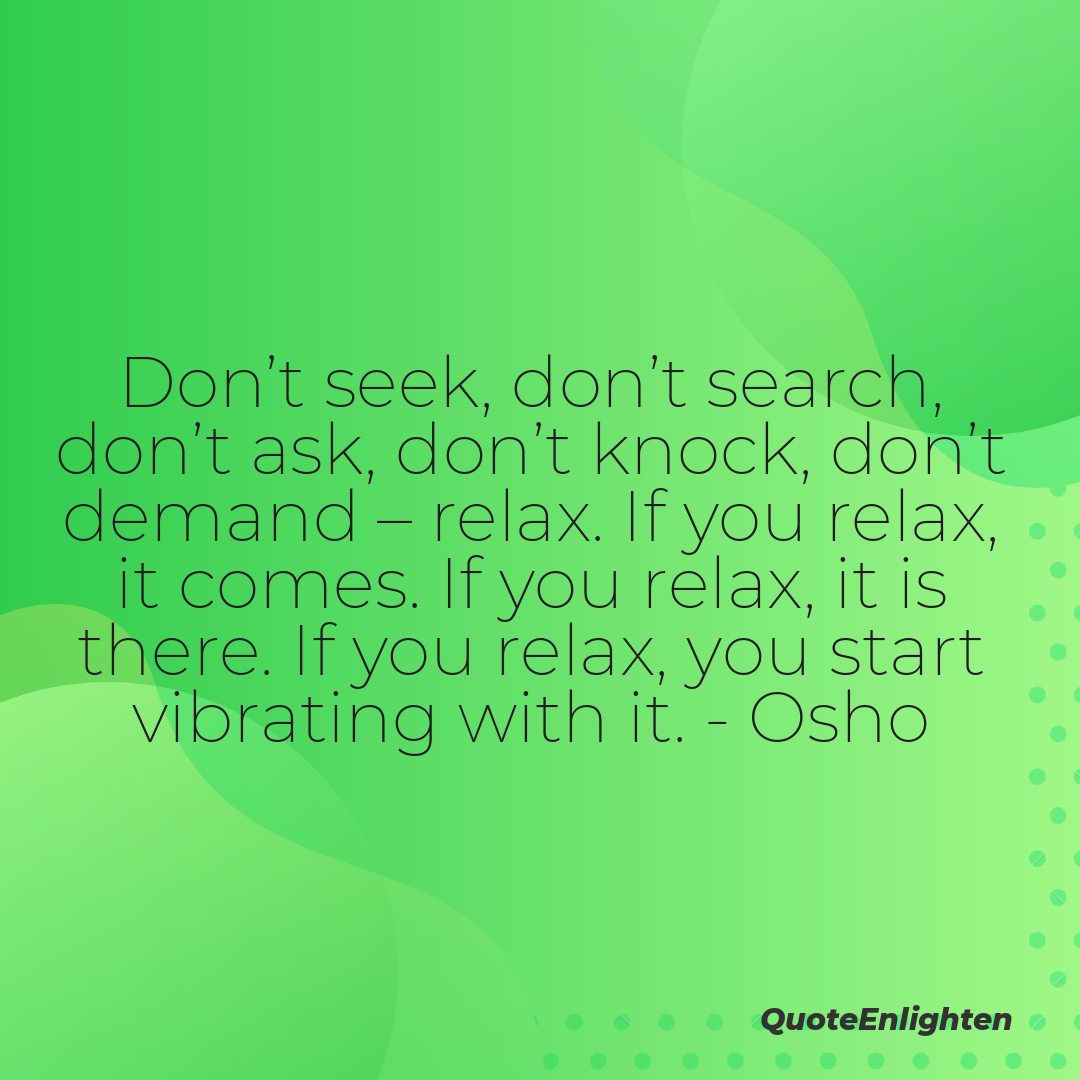 Don’t seek, don’t search,
don’t ask, don’t knock, don’t
demand – relax. If you relax,
it comes. If you relax, it is
there. If you relax, you start
vibrating with it. - Osho
QuoteEnlighten